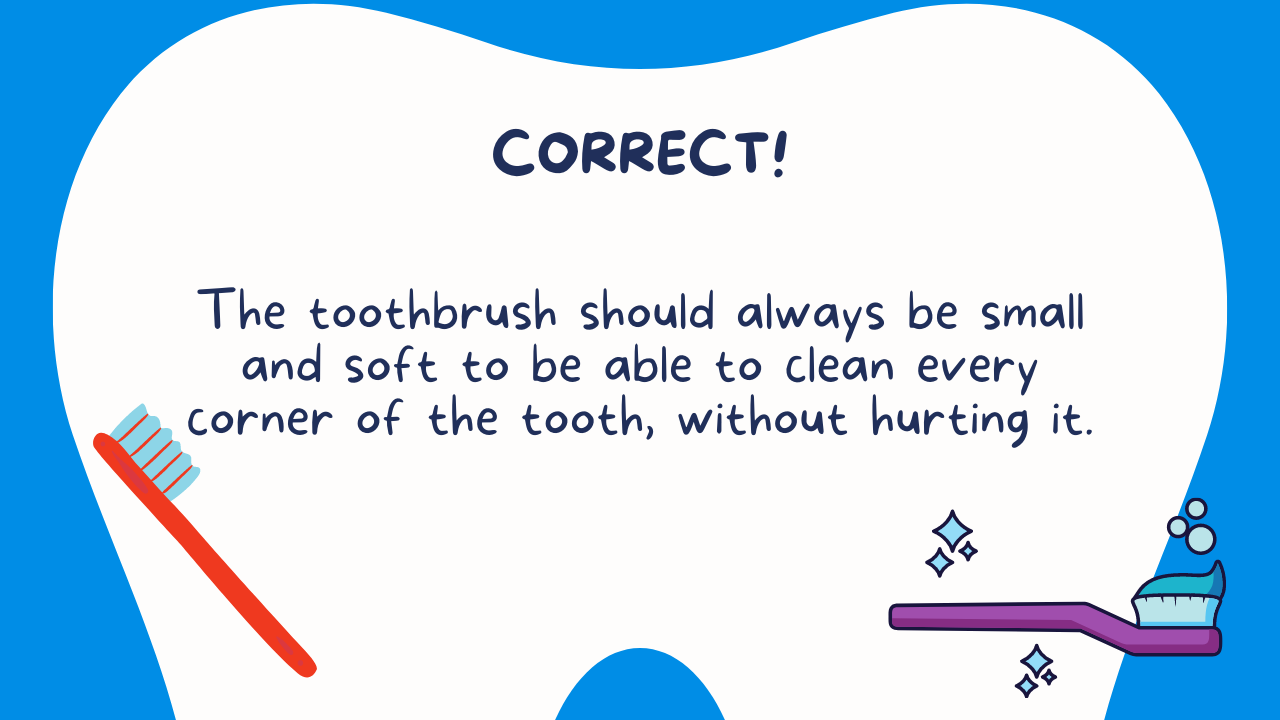 CORRECT!
The toothbrush should always be small
and soft to be able to clean every
corner of the tooth, without hurting it.